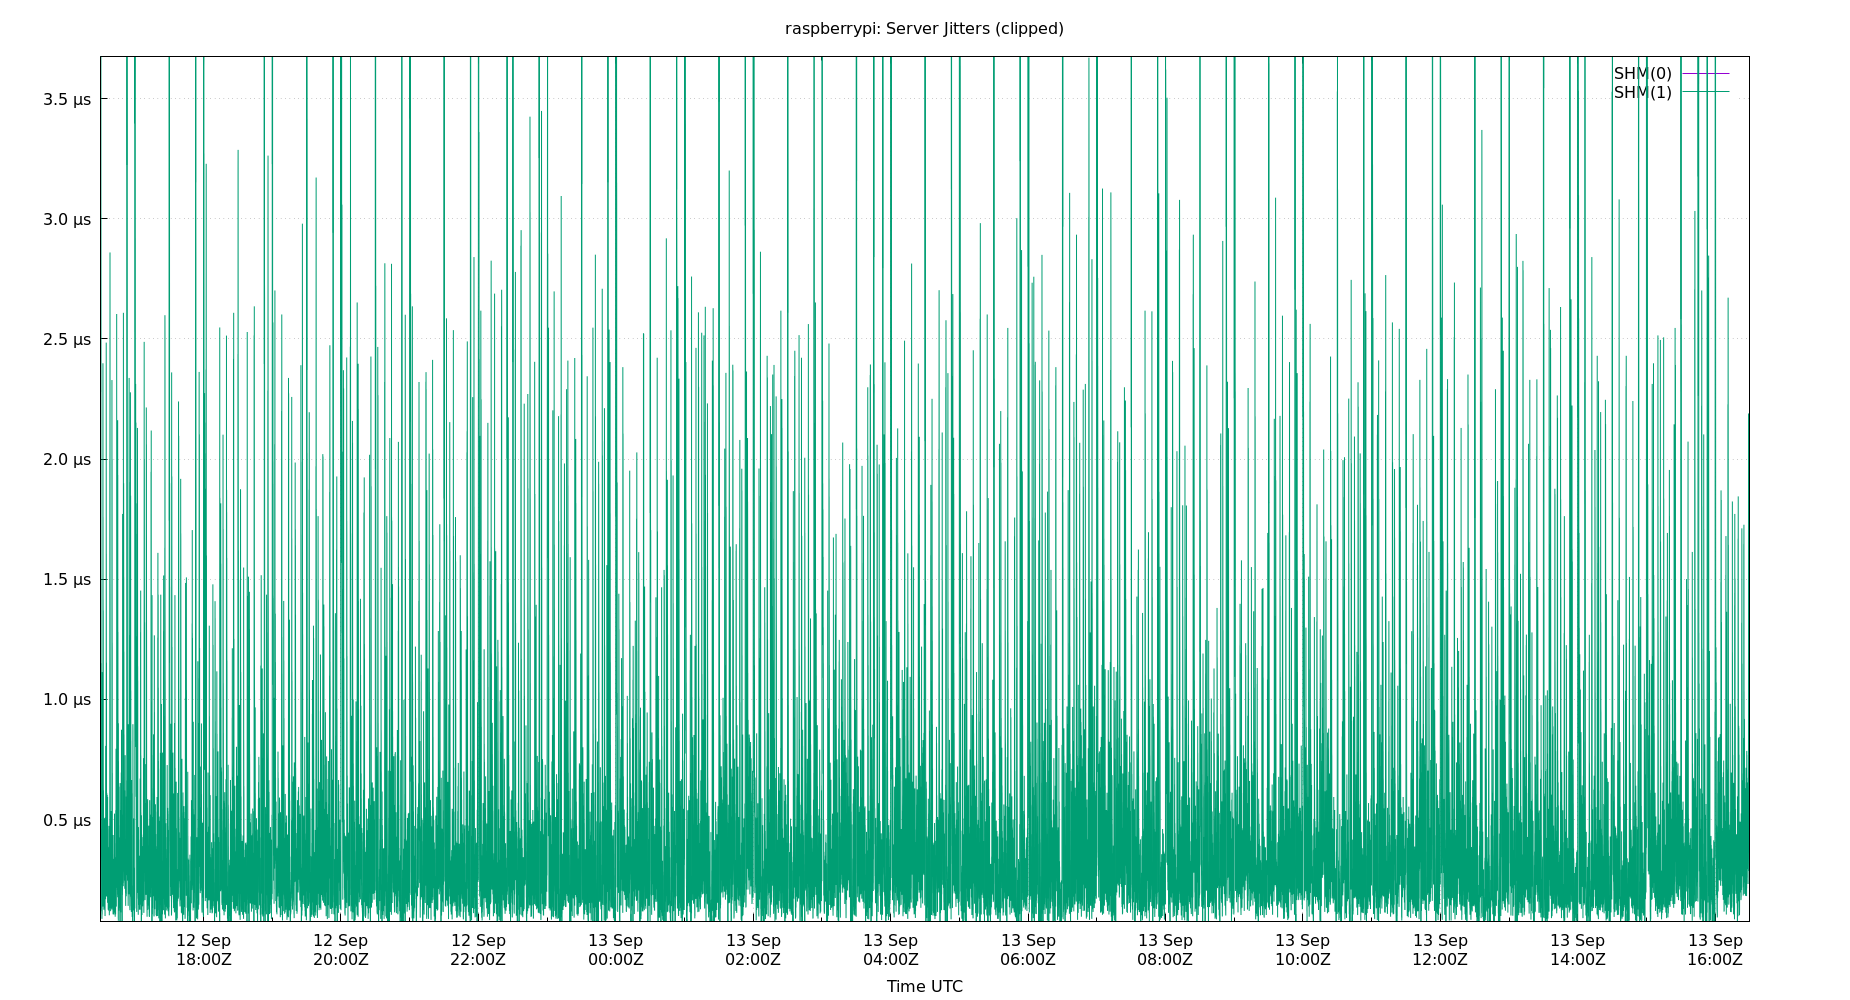 raspberrypi: Server Jitters (clipped)
SHM(0)
SHM(1)
3.5 µs
3.0 µs
2.5 µs
2.0 µs
1.5 µs
1.0 µs
0.5 µs
12 Sep 12 Sep 12 Sep 13 Sep 13 Sep 13 Sep 13 Sep 13 Sep 13 Sep 13 Sep 13 Sep 13 Sep
18:00Z 20:00Z 22:00Z 00:00Z 02:00Z 04:00Z 06:00Z 08:00Z 10:00Z 12:00Z 14:00Z 16:00Z
Time UTC